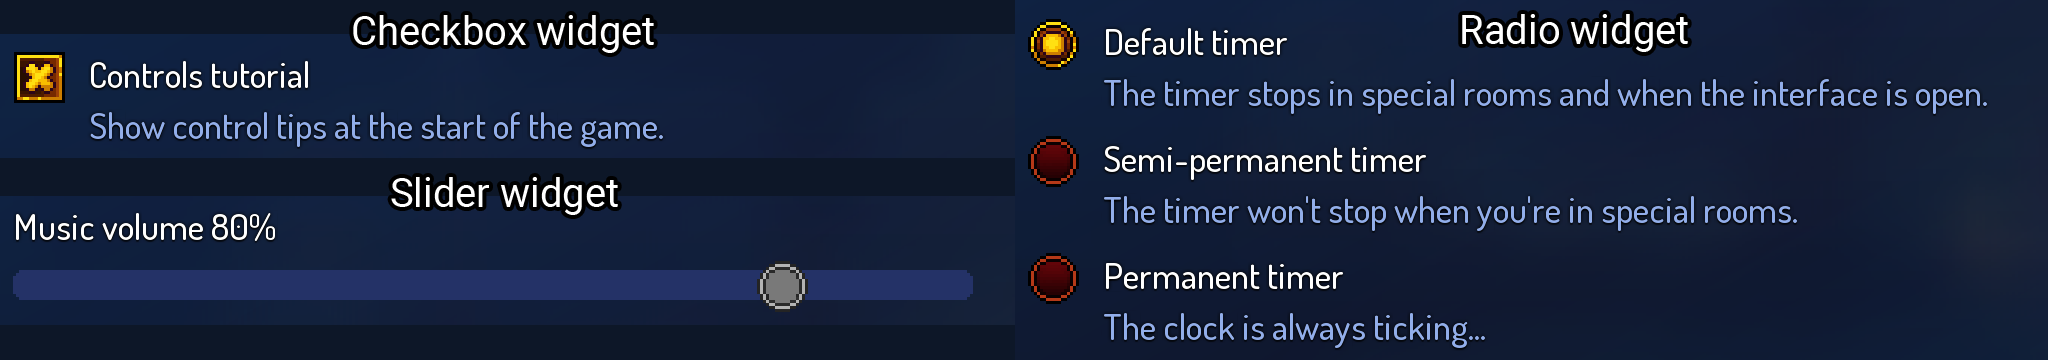 Checkbox widget
Controls tutorial
Show control tips at the start of the game.
Slider widget
Music volume 80%
Radio widget
Default timer
The timer stops in special rooms and when the interface is open.
Semi-permanent timer
The timer won't stop when you're in special rooms.
Permanent timer
The clock is always ticking...